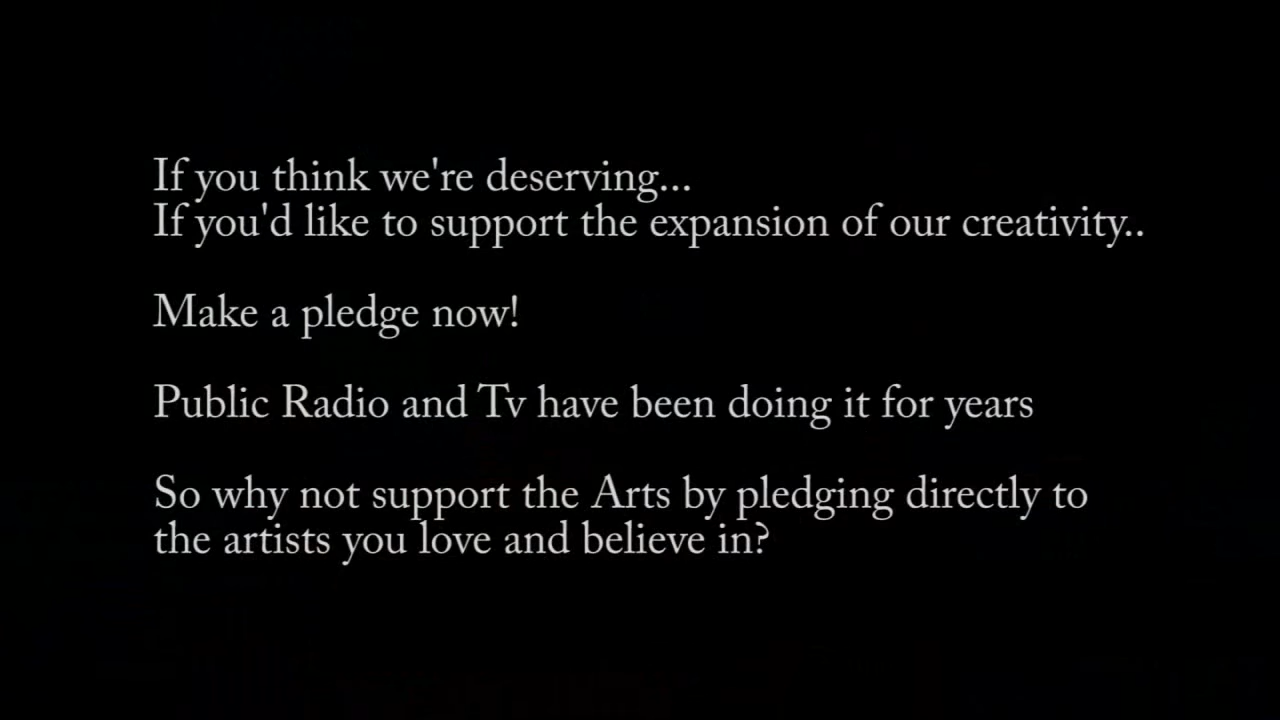 If you think we're deserving...
If you'd like to support the expansion of our creativity..
Make a pledge now!
Public Radio and Tv have been doing it for years
So why not support the Arts by pledging directly to
the artists you love and believe in?